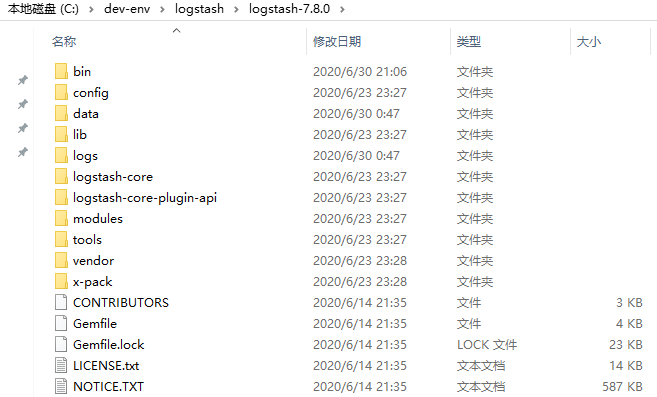 本地磁盘 (C:) > dev-env > logstash > logstash-7.8.0 >
名称 修改日期 类型 大小
bin 2020/6/30 21:06 文件夹
config 2020/6/23 23:27 文件夹
data 2020/6/30 0:47 文件夹
lib 2020/6/23 23:27 文件夹
logs 2020/6/30 0:47 文件夹
logstash-core 2020/6/23 23:27 文件夹
logstash-core-plugin-api 2020/6/23 23:27 文件夹
modules 2020/6/23 23:27 文件夹
tools 2020/6/23 23:27 文件夹
vendor 2020/6/23 23:28 文件夹
x-pack 2020/6/23 23:28 文件夹
CONTRIBUTORS 2020/6/14 21:35 文件 3 KB
Gemfile 2020/6/14 21:35 文件 4 KB
Gemfile.lock 2020/6/14 21:35 LOCK 文件 23 KB
LICENSE.txt 2020/6/14 21:35 文本文档 14 KB
NOTICE.TXT 2020/6/14 21:35 文本文档 587 KB